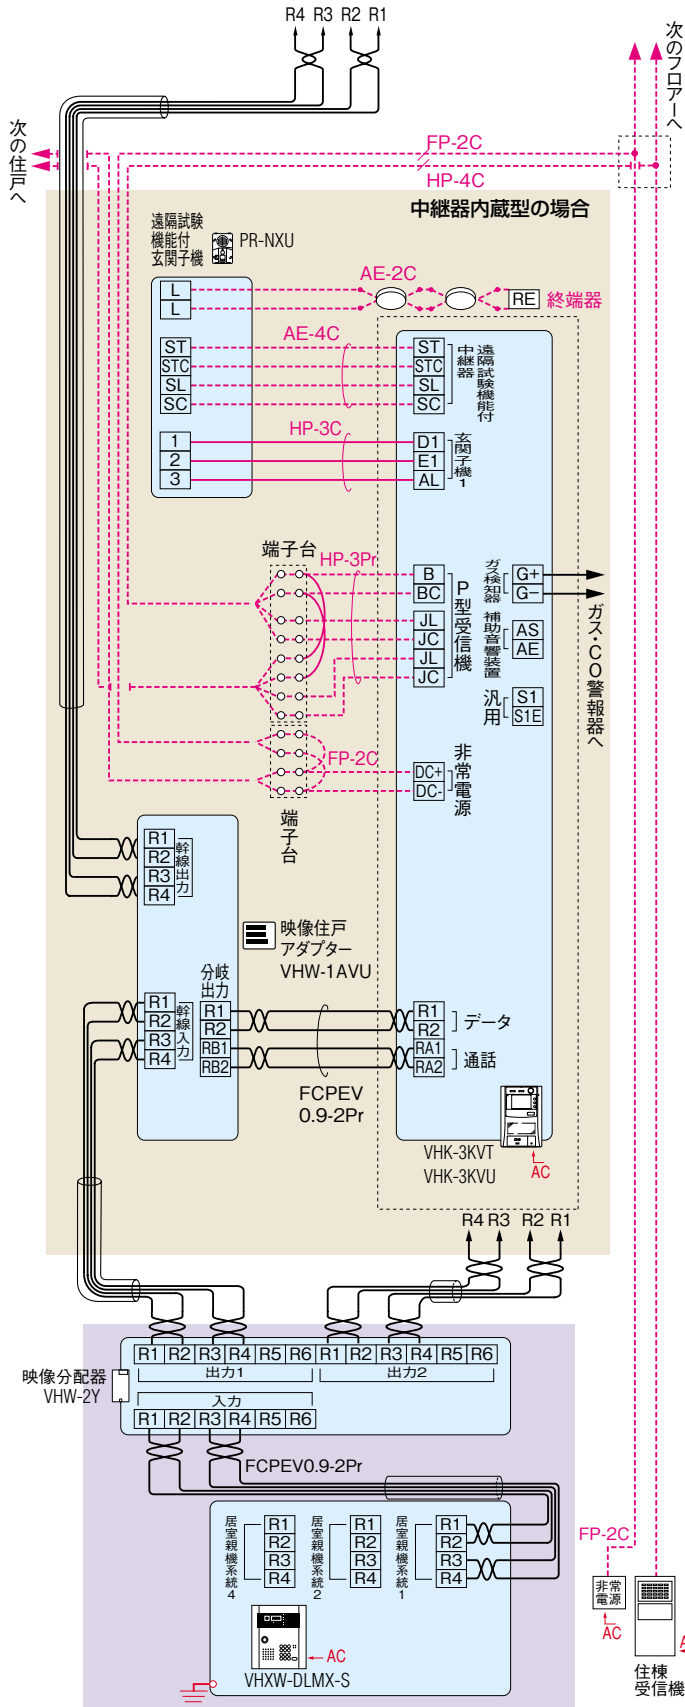 R4 R3 R2 R1
次のフロアーへ
次の住戸へ
FP-2C
HP-4C
中継器内蔵型の場合
遠隔試験
機能付
玄関子機
PR-NXU
AE-2C
L
L
RE 終端器
AE-4C
ST
STC
SL
SC
ST
STC
SL
SC
遠隔試験機能付
中継器
HP-3C
1
2
3
D1
E1
AL
玄関子機1
端子台
HP-3Pr
B
BC
JL
JC
JL
JC
P型受信機
ガス検知器
G+
G−
補助音響装置
AS
AE
汎用
S1
S1E
ガス・CO警報器へ
FP-2C
DC+
DC-
非常電源
端子台
R1
R2
R3
R4
幹線出力
映像住戸
アダプター
VHW-1AVU
分岐
出力
R1
R2
R3
R4
幹線入力
R1
R2
RB1
RB2
R1
R2
RA1
RA2
データ
通話
FCPEV
0.9-2Pr
VHK-3KVT
VHK-3KVU
AC
R4 R3 R2 R1
R1 R2 R3 R4 R5 R6 R1 R2 R3 R4 R5 R6
出力1 出力2
映像分配器
VHW-2Y
入力
R1 R2 R3 R4 R5 R6
FCPEV0.9-2Pr
居室親機系統4
R1
R2
R3
R4
居室親機系統2
R1
R2
R3
R4
居室親機系統1
R1
R2
R3
R4
AC
VHXW-DLMX-S
FP-2C
非常
電源
AC
住棟
受信機